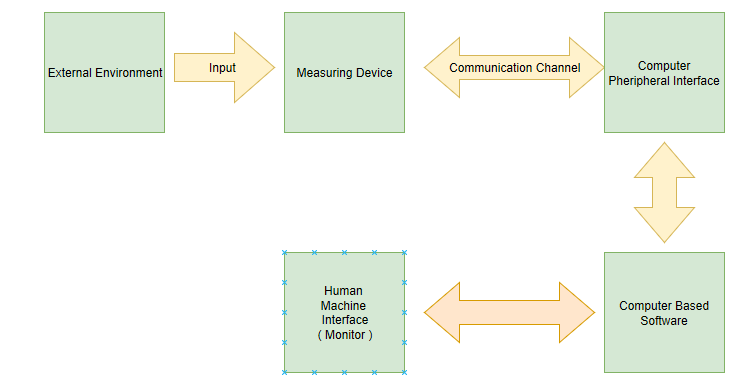 External Environment
Input
Measuring Device
Communication Channel
Computer
Pheripheral Interface
Human
Machine
Interface
( Monitor )
Computer Based
Software